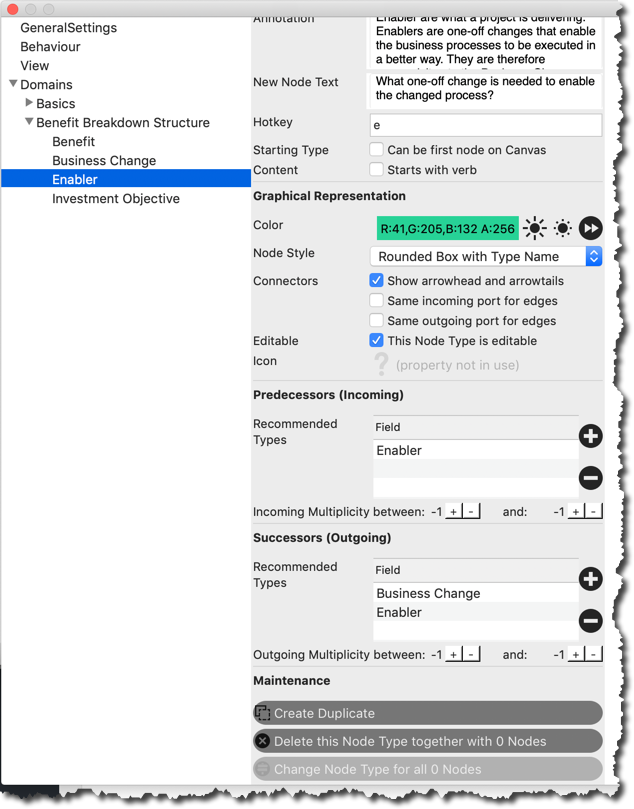 GeneralSettings
Behaviour
View
Domains
Basics
Benefit Breakdown Structure
Benefit
Business Change
Enabler
Investment Objective
Annotation
Enabler are what a project is delivering.
Enablers are one-off changes that enable
the business processes to be executed in
a better way. They are therefore
New Node Text
What one-off change is needed to enable
the changed process?
Hotkey
e
Starting Type
Can be first node on Canvas
Content
Starts with verb
Graphical Representation
Color
R:41,G:205,B:132 A:256
Node Style
Rounded Box with Type Name
Connectors
Show arrowhead and arrowtails
Same incoming port for edges
Same outgoing port for edges
Editable
This Node Type is editable
Icon
? (property not in use)
Predecessors (Incoming)
Recommended
Types
Field
Enabler
Incoming Multiplicity between: -1 + - and: -1 + -
Successors (Outgoing)
Recommended
Types
Field
Business Change
Enabler
Outgoing Multiplicity between: -1 + - and: -1 + -
Maintenance
Create Duplicate
Delete this Node Type together with 0 Nodes
Change Node Type for all 0 Nodes